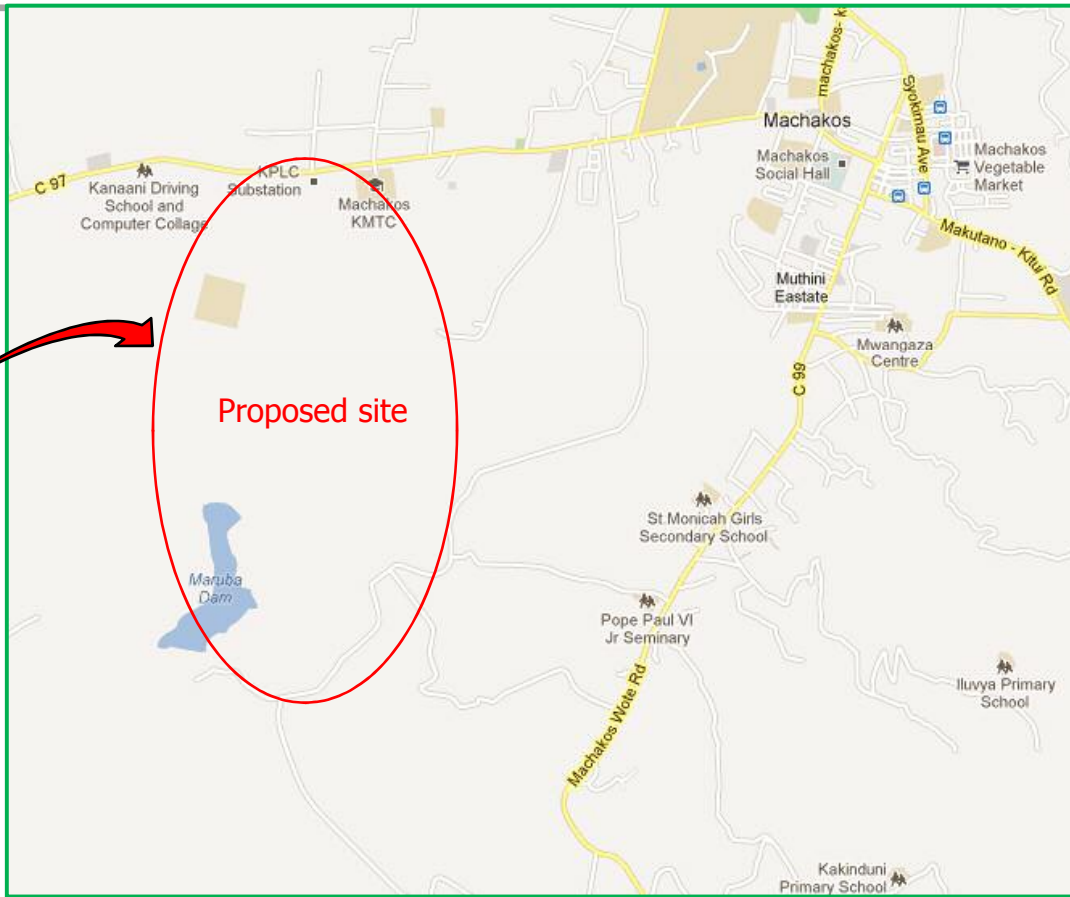 machakos- k
Syokimau Ave
Machakos
Machakos
Social Hall
Machakos
Vegetable
Market
C 97
Kanaani Driving
School and
Computer Collage
KPLC
Substation
Machakos
KMTC
Makutano - Kitui Rd
Muthini
Eastate
Mwangaza
Centre
C 99
Proposed site
St.Monicah Girls
Secondary School
Maruba
Dam
Pope Paul VI
Jr Seminary
Iluvya Primary
School
Machakos Wote Rd
Kakinduni
Primary School